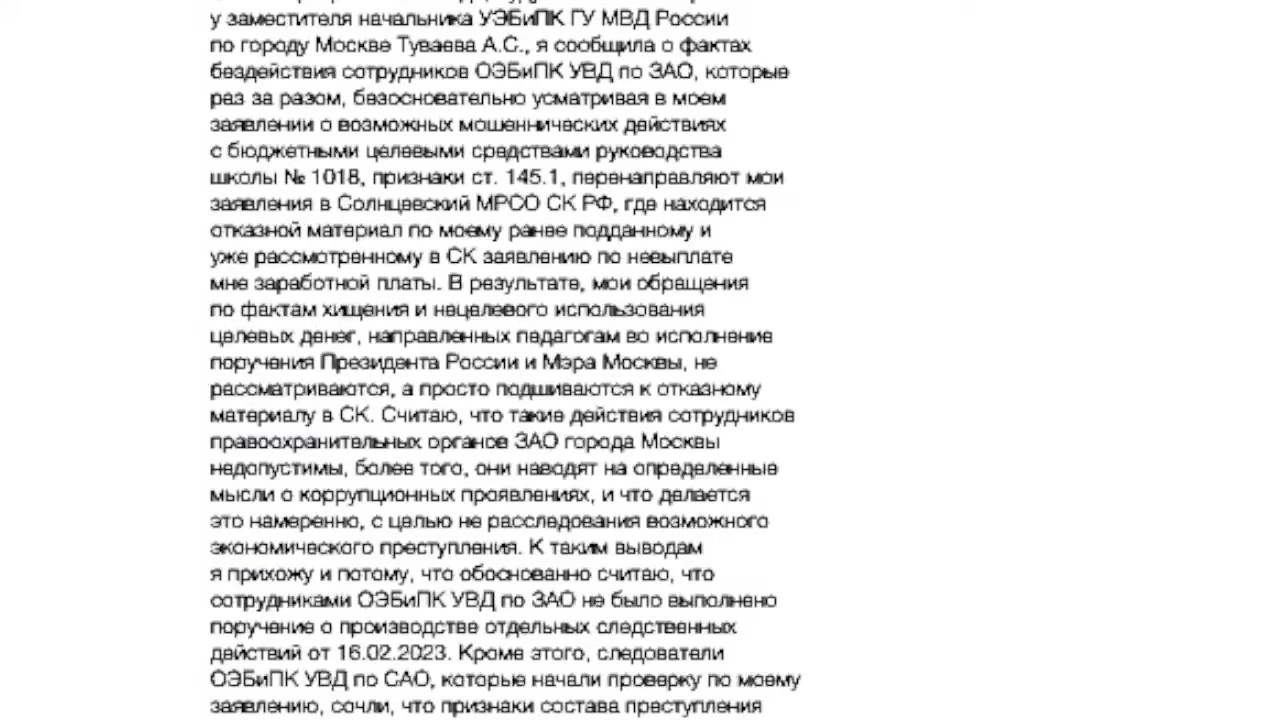 у заместителя начальника УЭБиПК ГУ МВД России
по городу Москве Туваева А.С., я сообщила о фактах
бездействия сотрудников ОЭБиПК УВД по ЗАО, которые
раз за разом, безосновательно усматривая в моем
заявлении о возможных мошеннических действиях
с бюджетными целевыми средствами руководства
школы № 1018, признаки ст. 145.1, перенаправляют мои
заявления в Солнцевский МРСО СК РФ, где находится
отказной материал по моему ранееподданному и
уже рассмотренному в СК заявлению по невыплате
мне заработной платы. В результате, мои обращения
по фактам хищения и нецелевого использования
целевых денег, направленных педагогам во исполнение
поручения Президента России и Мэра Москвы, не
рассматриваются, а просто подшиваются к отказному
материалу в СК. Считаю, что такие действия сотрудников
правоохранительных органов ЗАО города Москвы
недопустимы, более того, они наводят на определенные
мысли о коррупционных проявлениях, и что делается
это намеренно, с целью не расследования возможного
экономического преступления. К таким выводам
я прихожу и потому, что обоснованно считаю, что
сотрудниками ОЭБиПК УВД по ЗАО не было выполнено
поручение о производстве отдельных следственных
действий от 16.02.2023. Кроме этого, следователи
ОЭБиПК УВД по САО, которые начали проверку по моему
заявлению, сочли, что признаки состава преступления